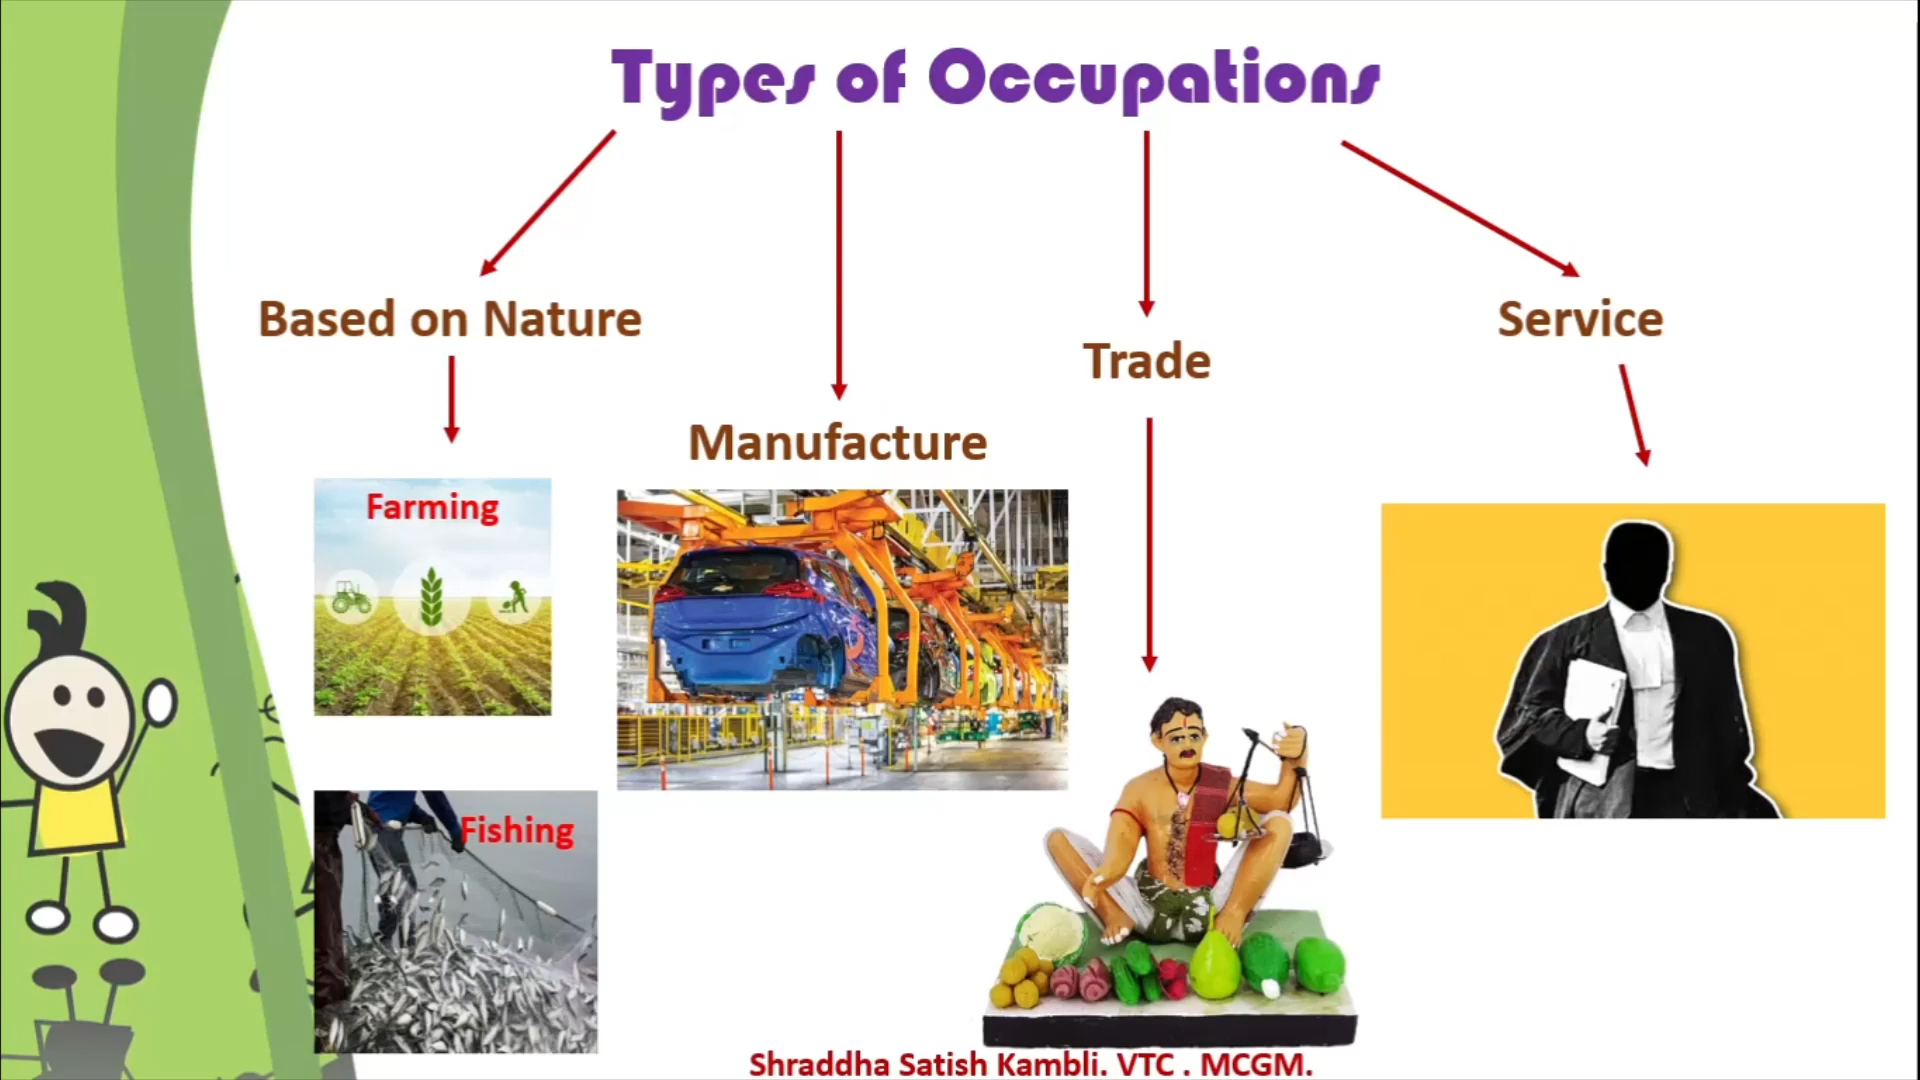 Types of Occupations
Based on Nature
Service
Trade
Manufacture
Farming
Fishing
Shraddha Satish Kambli. VTC . MCGM.